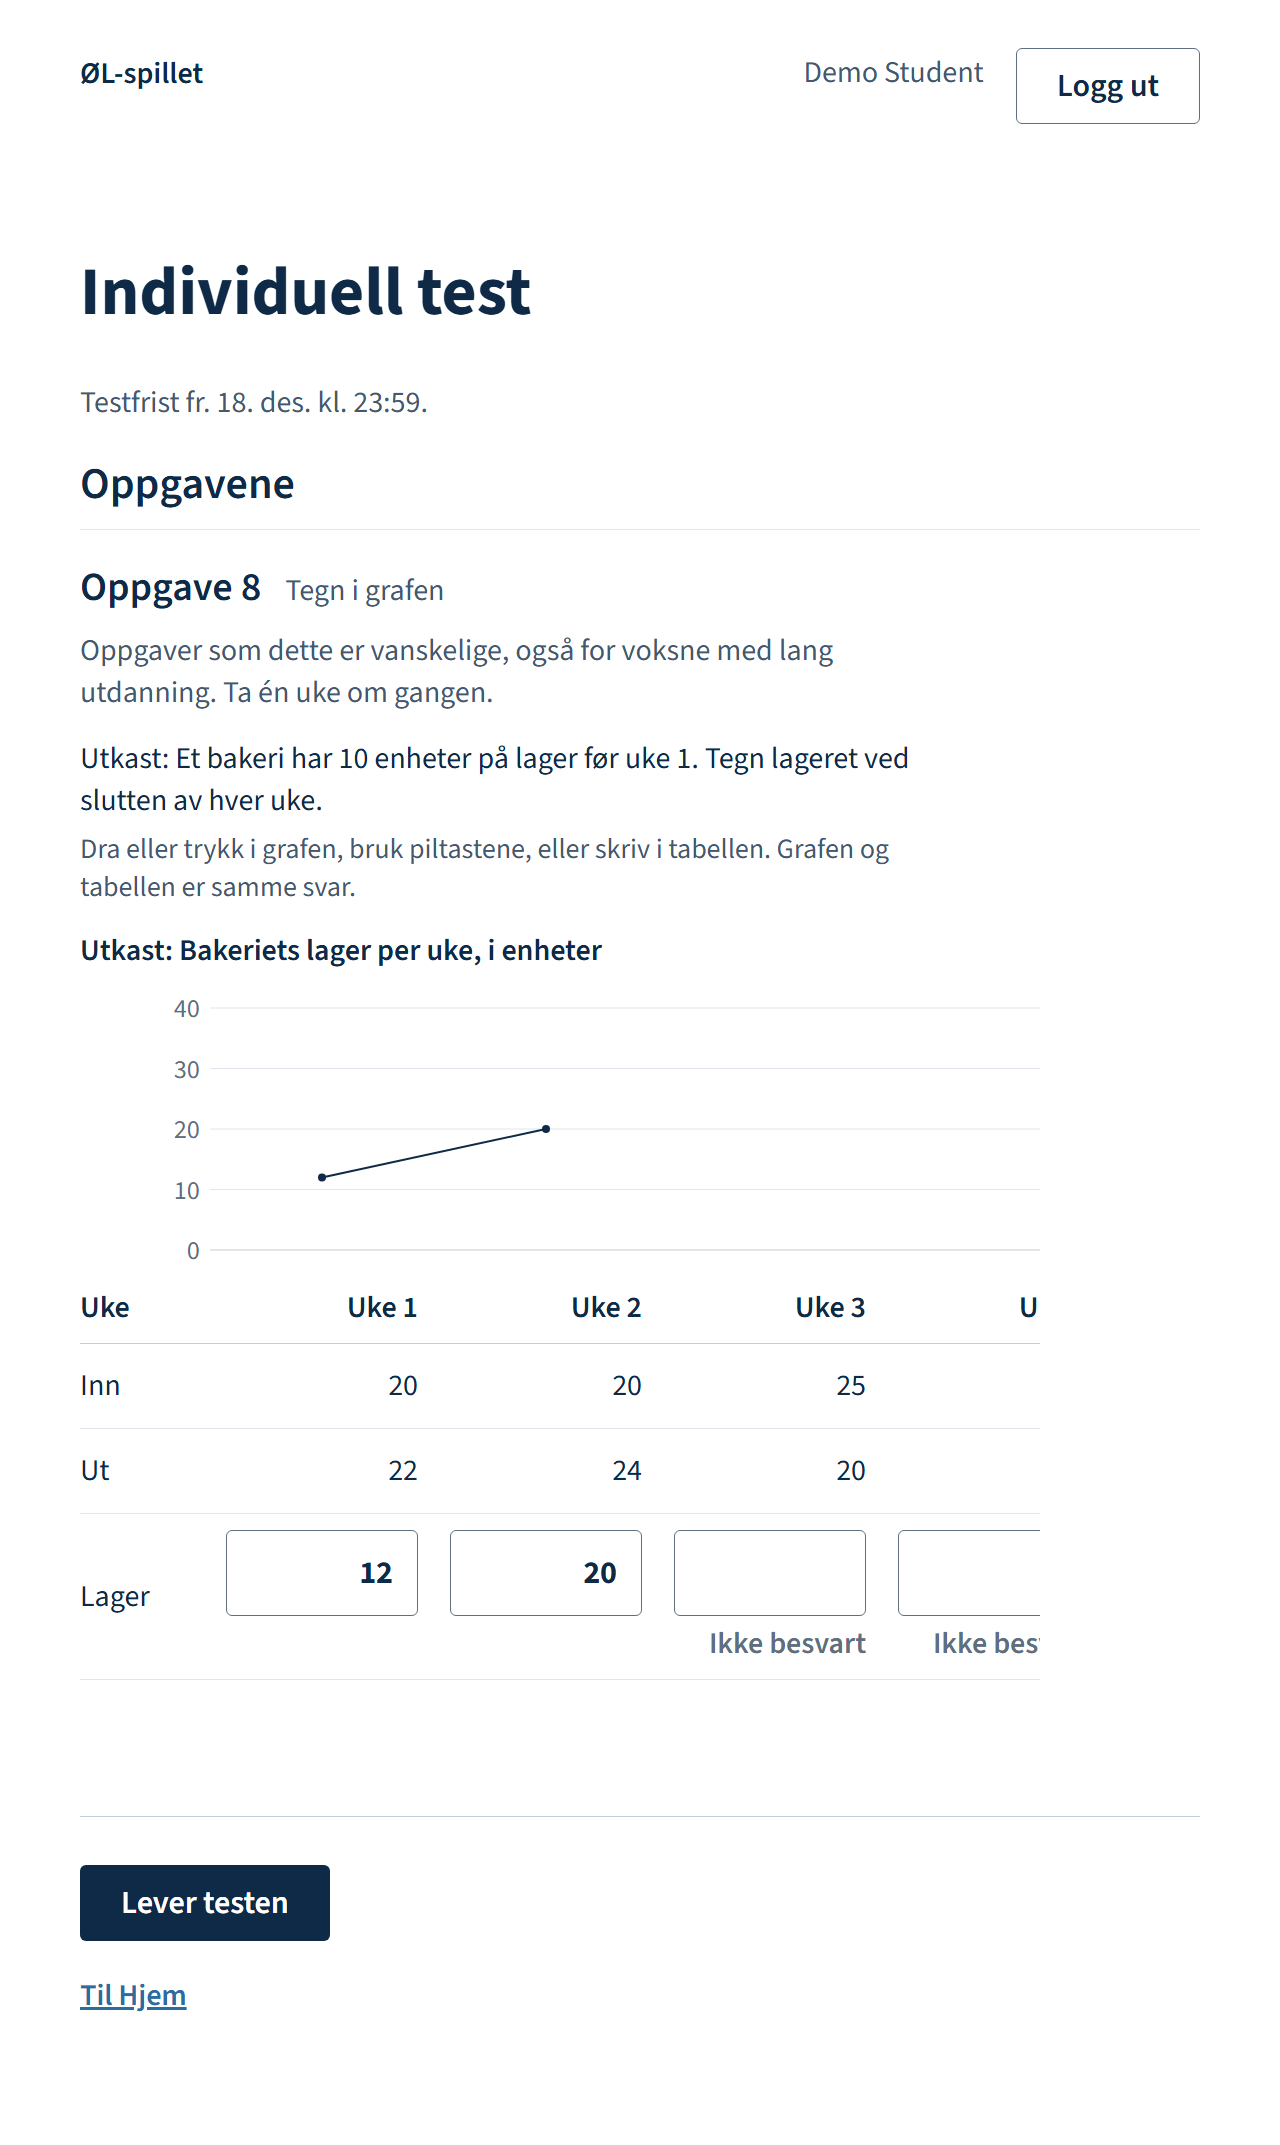 ØL-spillet
Demo Student
Logg ut
Individuell test
Testfrist fr. 18. des. kl. 23:59.
Oppgavene
Oppgave 8 Tegn i grafen
Oppgaver som dette er vanskelige, også for voksne med lang
utdanning. Ta én uke om gangen.
Utkast: Et bakeri har 10 enheter på lager før uke 1. Tegn lageret ved
slutten av hver uke.
Dra eller trykk i grafen, bruk piltastene, eller skriv i tabellen. Grafen og
tabellen er samme svar.
Utkast: Bakeriets lager per uke, i enheter
40
30
20
10
0
Uke Uke 1 Uke 2 Uke 3 U
Inn 20 20 25
Ut 22 24 20
Lager 12 20
Ikke besvart Ikke bes
Lever testen
Til Hjem